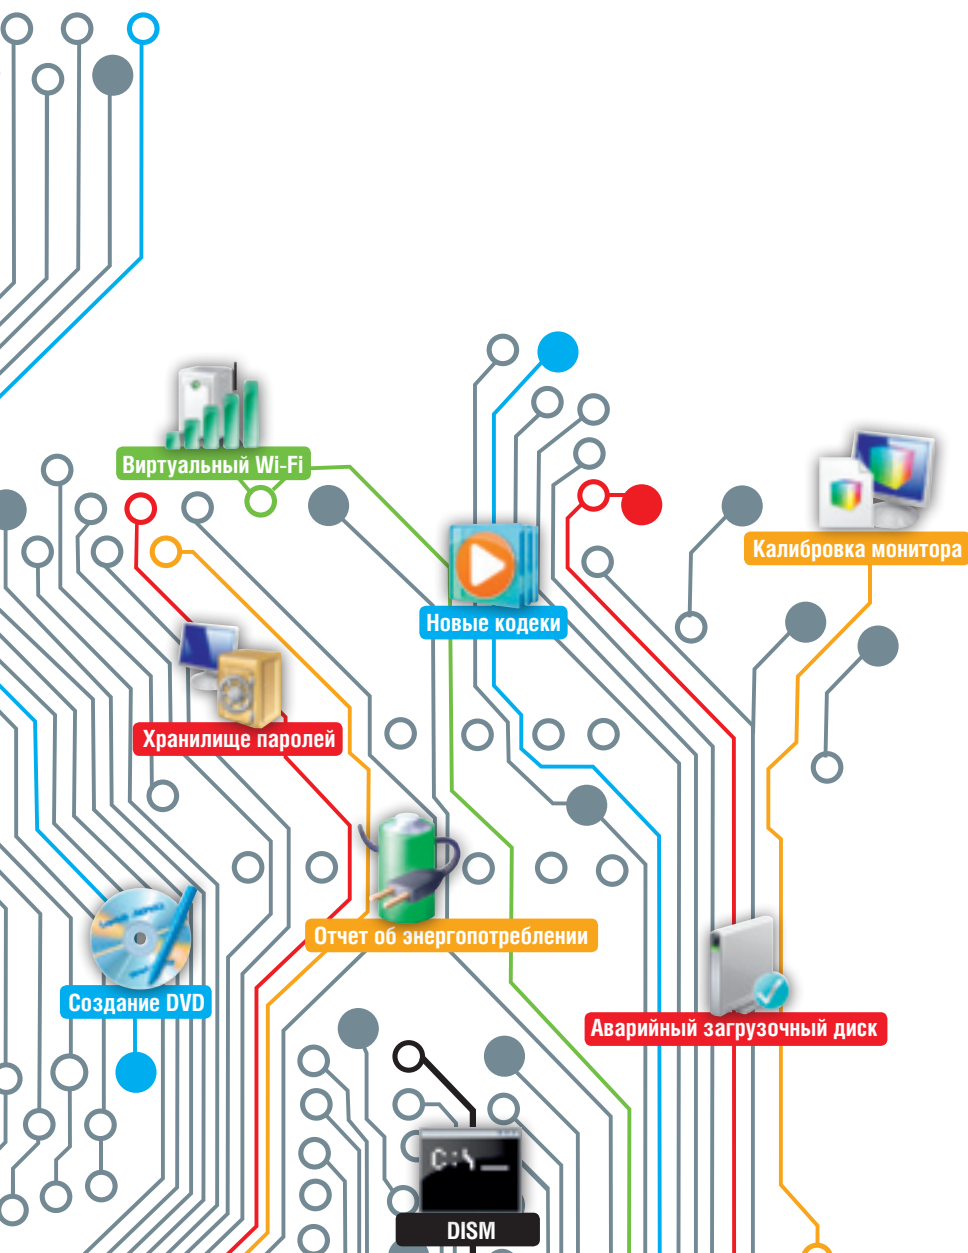 Виртуальный Wi-Fi
Калибровка монитора
Новые кодеки
Хранилище паролей
Отчет об энергопотреблении
Создание DVD
Аварийный загрузочный диск
C:\_
DISM